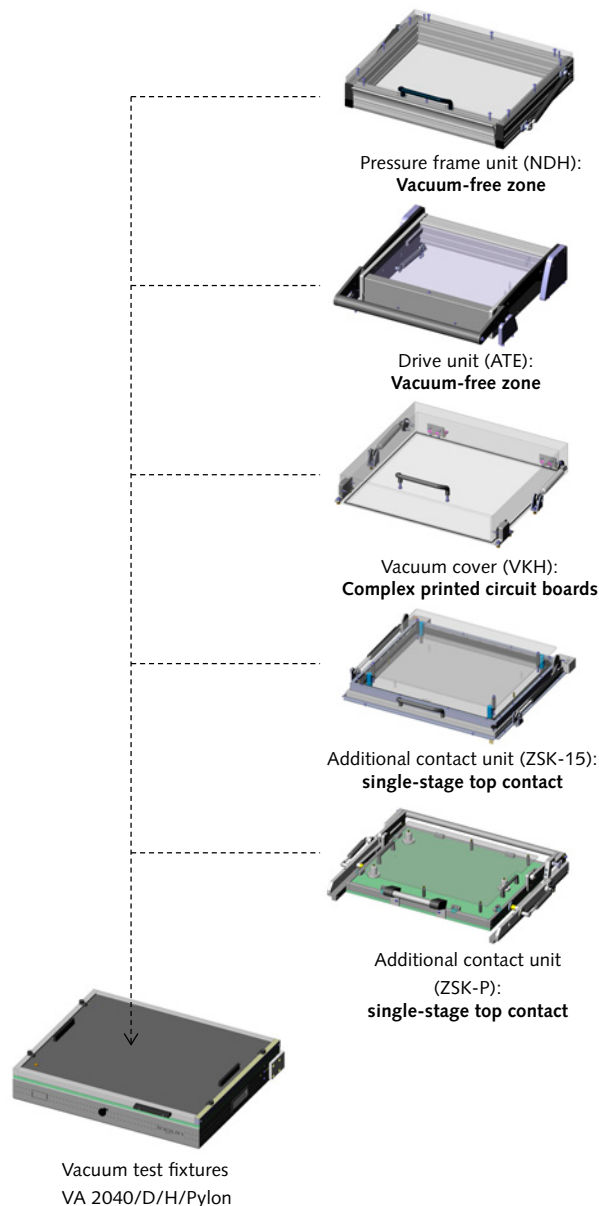 Pressure frame unit (NDH):
Vacuum-free zone
Drive unit (ATE):
Vacuum-free zone
Vacuum cover (VKH):
Complex printed circuit boards
Additional contact unit (ZSK-15):
single-stage top contact
Additional contact unit
(ZSK-P):
single-stage top contact
ingun
Vacuum test fixtures
VA 2040/D/H/Pylon